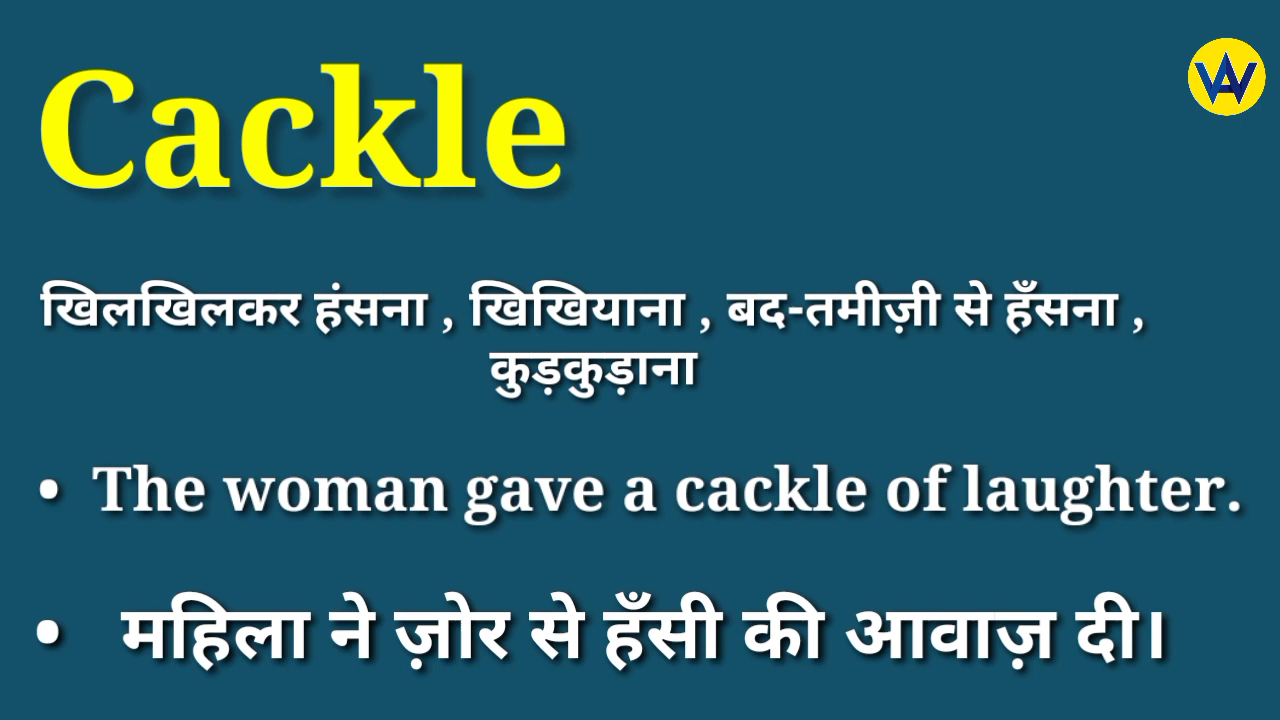 Cackle
खिलखिलकर हंसना , खिखियाना , बद-तमीज़ी से हँसना ,
कुड़कुड़ाना
• The woman gave a cackle of laughter.
• महिला ने ज़ोर से हँसी की आवाज़ दी।